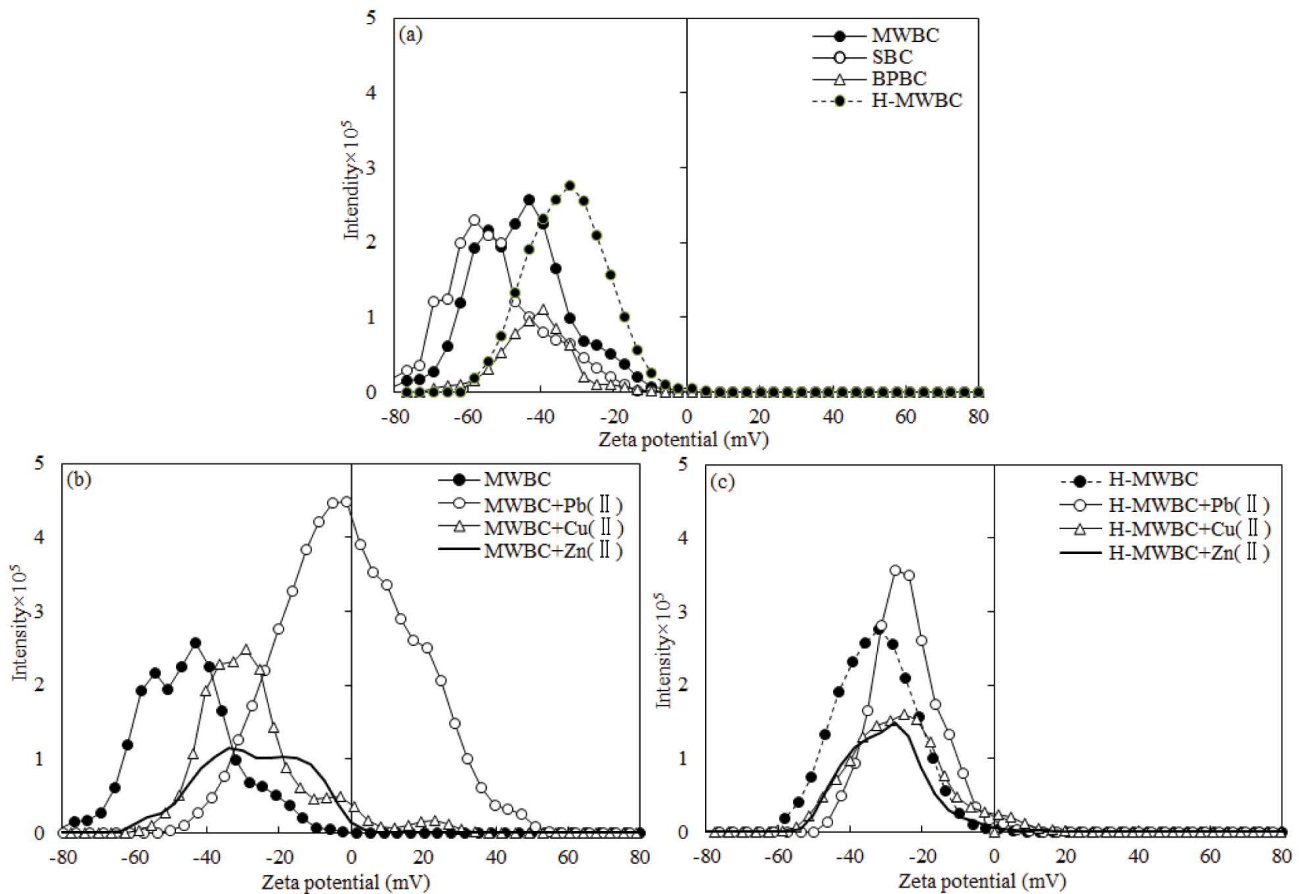 (a)
MWBC
SBC
BPBC
H-MWBC
Intendity×10⁵
5
4
3
2
1
0
-80 -60 -40 -20 0 20 40 60 80
Zeta potential (mV)
(b)
MWBC
MWBC+Pb(Ⅱ)
MWBC+Cu(Ⅱ)
MWBC+Zn(Ⅱ)
Intensity×10⁵
5
4
3
2
1
0
-80 -60 -40 -20 0 20 40 60 80
Zeta potential (mV)
(c)
H-MWBC
H-MWBC+Pb(Ⅱ)
H-MWBC+Cu(Ⅱ)
H-MWBC+Zn(Ⅱ)
Intensity×10⁵
5
4
3
2
1
0
-80 -60 -40 -20 0 20 40 60 80
Zeta potential (mV)